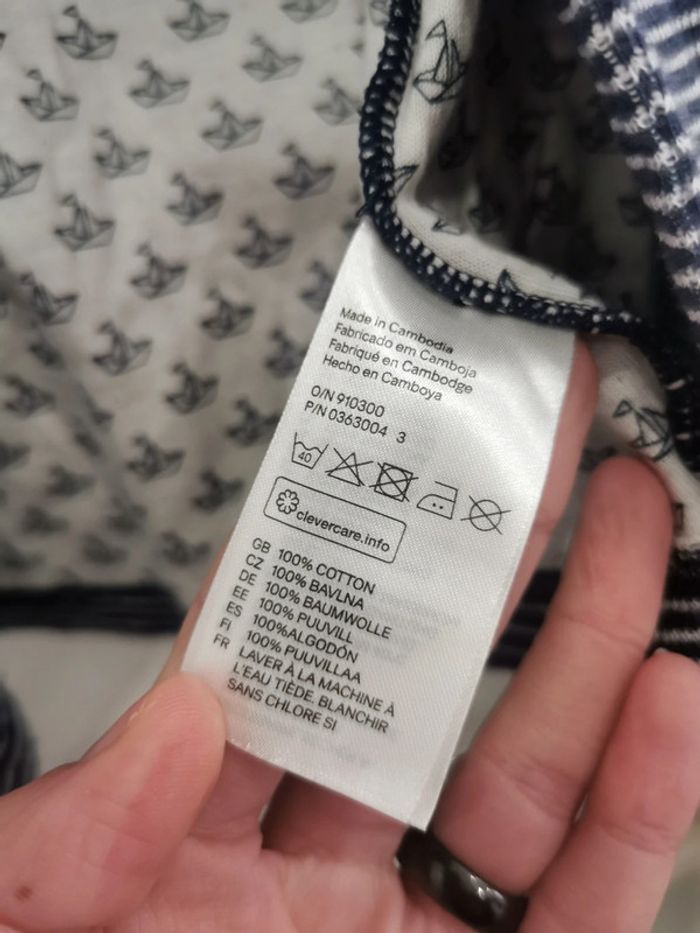 Made in Cambodia
Fabricado em Camboja
Fabriqué en Cambodge
Hecho en Camboya
O/N 910300
P/N 0363004 3
40
clevercare.info
GB 100% COTTON
CZ 100% BAVLNA
DE 100% BAUMWOLLE
EE 100% PUUVILL
ES 100%ALGODÓN
FI 100% PUUVILLAA
FR LAVER À LA MACHINE À
L'EAU TIÈDE. BLANCHIR
SANS CHLORE SI